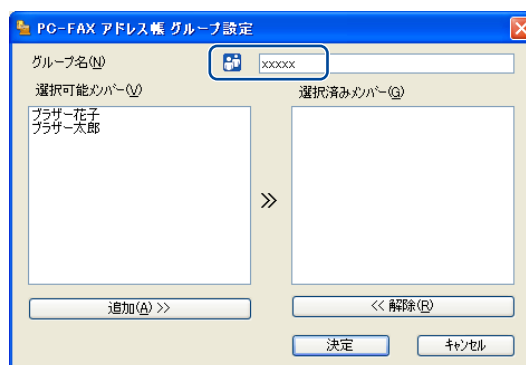 PC-FAX アドレス帳 グループ設定
グループ名(N)
xxxxx
選択可能メンバー(V)
選択済みメンバー(G)
ブラザー花子
ブラザー太郎
»
追加(A) >>
<< 解除(R)
決定
キャンセル